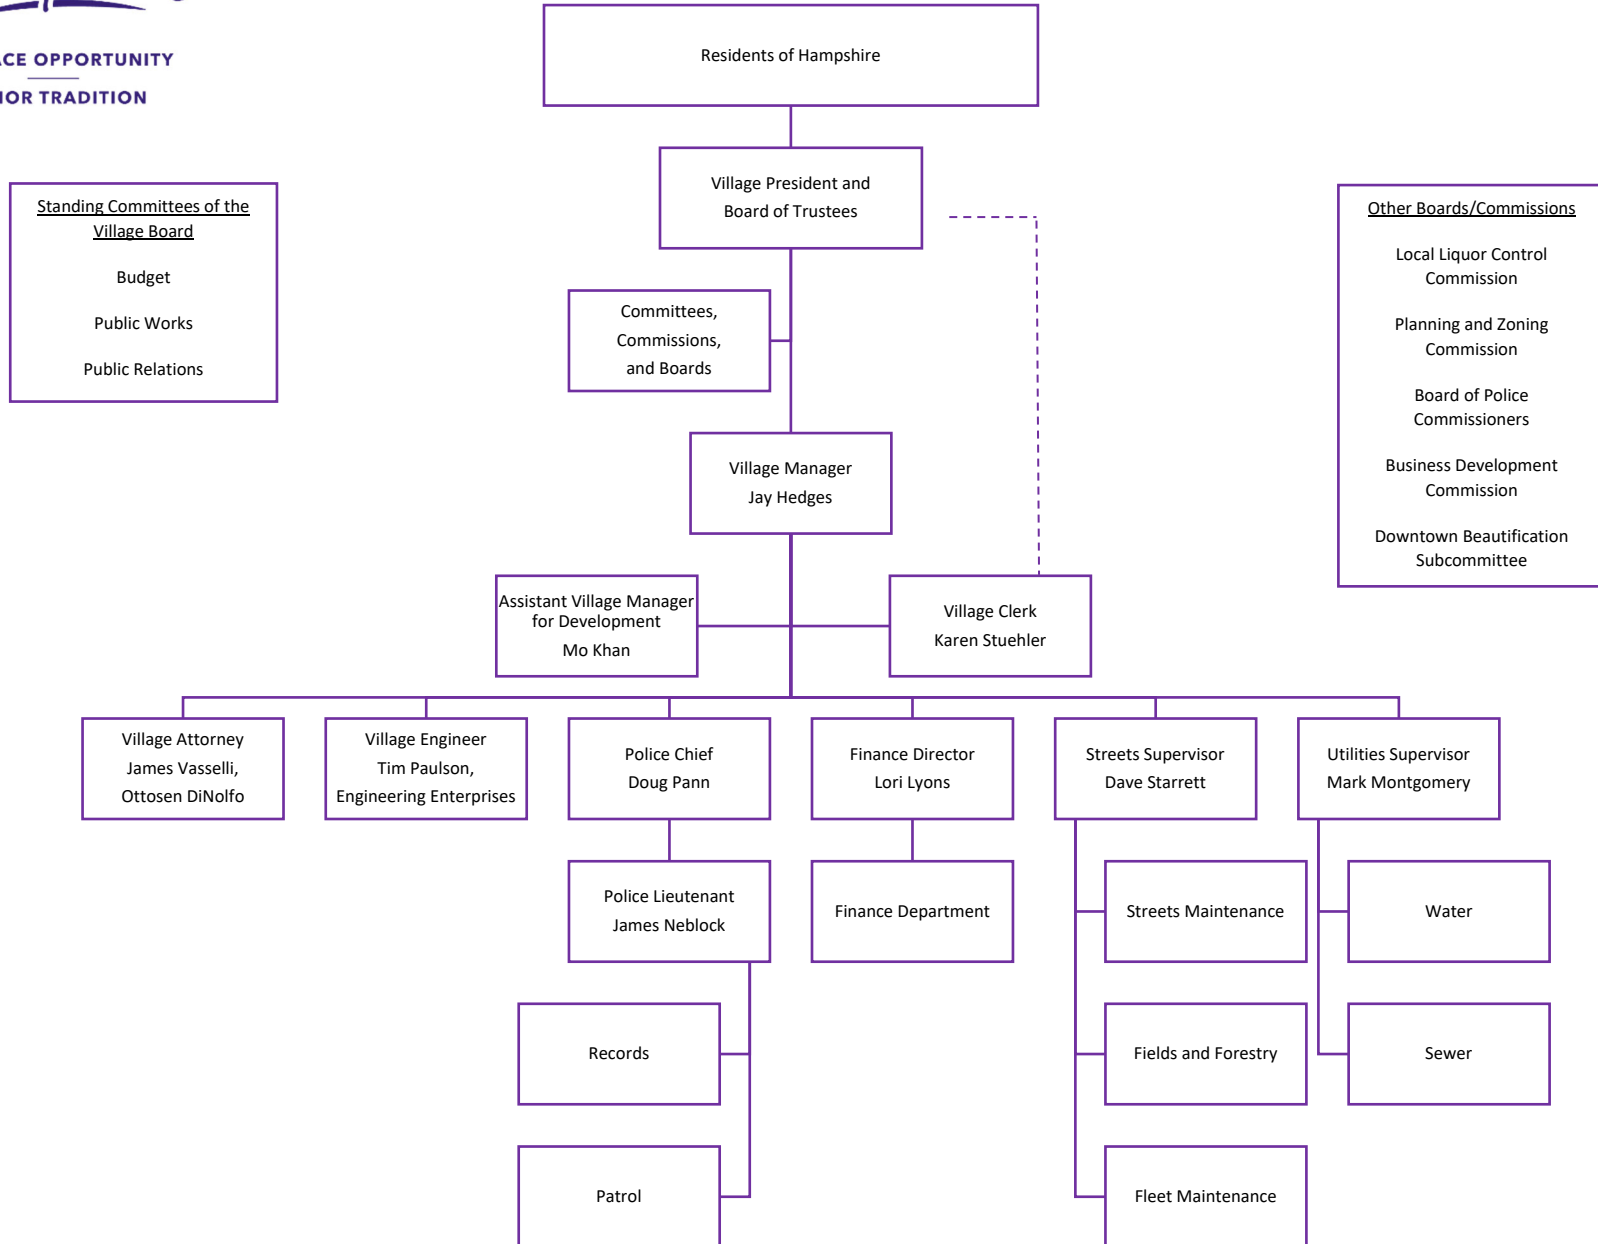 OPPORTUNITY
TRADITION
Residents of Hampshire
Village President and
Board of Trustees
Standing Committees of the
Village Board
Budget
Public Works
Public Relations
Other Boards/Commissions
Local Liquor Control
Commission
Planning and Zoning
Commission
Board of Police
Commissioners
Business Development
Commission
Downtown Beautification
Subcommittee
Committees,
Commissions,
and Boards
Village Manager
Jay Hedges
Assistant Village Manager
for Development
Mo Khan
Village Clerk
Karen Stuehler
Village Attorney
James Vasselli,
Ottosen DiNolfo
Village Engineer
Tim Paulson,
Engineering Enterprises
Police Chief
Doug Pann
Finance Director
Lori Lyons
Streets Supervisor
Dave Starrett
Utilities Supervisor
Mark Montgomery
Police Lieutenant
James Neblock
Finance Department
Streets Maintenance
Water
Records
Fields and Forestry
Sewer
Patrol
Fleet Maintenance